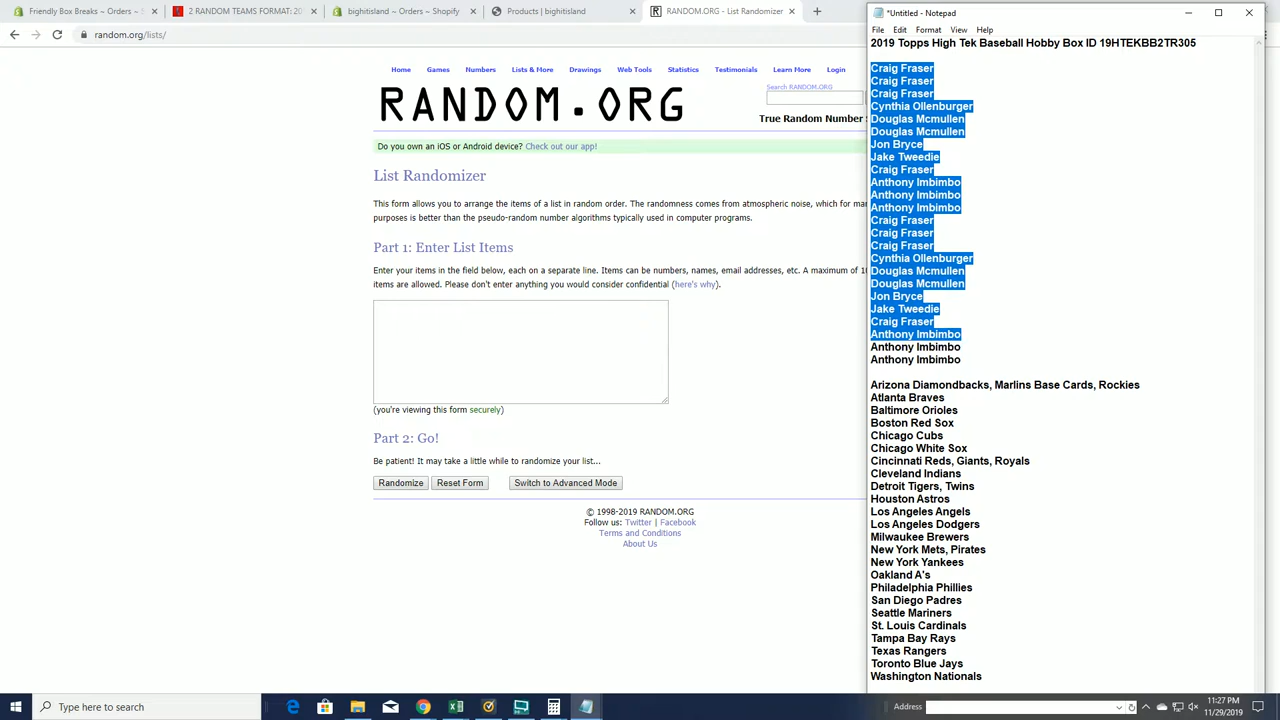 Friendly Box Breaks ~ Orders ~ S
2 RANDOM TEAMS FORMAT: 20
bighitisland ~ Orders ~ Shopify
Products | bighitisland
RANDOM.ORG - List Randomizer
random.org/lists/
Home Games Numbers Lists & More Drawings Web Tools Statistics Testimonials Learn More Login
Search RANDOM.ORG
RANDOM.ORG
True Random Number S
Do you own an iOS or Android device? Check out our app!
List Randomizer
This form allows you to arrange the items of a list in random order. The randomness comes from atmospheric noise, which for man
purposes is better than the pseudo-random number algorithms typically used in computer programs.
Part 1: Enter List Items
Enter your items in the field below, each on a separate line. Items can be numbers, names, email addresses, etc. A maximum of 10
items are allowed. Please don't enter anything you would consider confidential (here's why).
(you're viewing this form securely)
Part 2: Go!
Be patient! It may take a little while to randomize your list...
Randomize Reset Form Switch to Advanced Mode
© 1998-2019 RANDOM.ORG
Follow us: Twitter | Facebook
Terms and Conditions
About Us
*Untitled - Notepad
File Edit Format View Help
2019 Topps High Tek Baseball Hobby Box ID 19HTEKBB2TR305
Craig Fraser
Craig Fraser
Craig Fraser
Cynthia Ollenburger
Douglas Mcmullen
Douglas Mcmullen
Jon Bryce
Jake Tweedie
Craig Fraser
Anthony Imbimbo
Anthony Imbimbo
Anthony Imbimbo
Craig Fraser
Craig Fraser
Craig Fraser
Cynthia Ollenburger
Douglas Mcmullen
Douglas Mcmullen
Jon Bryce
Jake Tweedie
Craig Fraser
Anthony Imbimbo
Anthony Imbimbo
Anthony Imbimbo
Arizona Diamondbacks, Marlins Base Cards, Rockies
Atlanta Braves
Baltimore Orioles
Boston Red Sox
Chicago Cubs
Chicago White Sox
Cincinnati Reds, Giants, Royals
Cleveland Indians
Detroit Tigers, Twins
Houston Astros
Los Angeles Angels
Los Angeles Dodgers
Milwaukee Brewers
New York Mets, Pirates
New York Yankees
Oakland A's
Philadelphia Phillies
San Diego Padres
Seattle Mariners
St. Louis Cardinals
Tampa Bay Rays
Texas Rangers
Toronto Blue Jays
Washington Nationals
Type here to search
Address
11:27 PM
11/29/2019